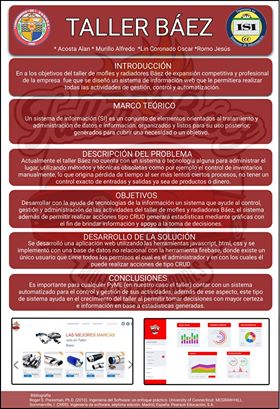 TALLER BÁEZ
* Acosta Alan * Murillo Alfredo *Lin Coronado Oscar *Romo Jesús
ISI
INTRODUCCIÓN
En a los objetivos del taller de mofles y radiadores Báez de expansión competitiva y profesional
de la empresa fue que se diseñó un sistema de información web que le permitiera realizar
todas las actividades de gestión, control y automatización.
MARCO TEÓRICO
Un sistema de información (SI) es un conjunto de elementos orientados al tratamiento y
administración de datos e información, organizados y listos para su uso posterior,
generados para cubrir una necesidad o un objetivo.
DESCRIPCIÓN DEL PROBLEMA
Actualmente el taller Báez no cuenta con un sistema o tecnología alguna para administrar el
lugar, utilizando métodos y técnicas obsoletas como por ejemplo el control de inventarios
manualmente, lo que origina pérdida de tiempo al ser más lentos ciertos procesos, no tener un
control exacto de entradas y salidas ya sea de productos o dinero.
OBJETIVOS
Desarrollar con la ayuda de tecnologías de la información un sistema que ayude al control,
gestión y administración de las actividades del taller de mofles y radiadores Báez, el sistema
además de permitir realizar acciones tipo CRUD generará estadísticas mediante gráficas con
el fin de brindar información y apoyo a la toma de decisiones.
DESARROLLO DE LA SOLUCIÓN
Se desarrollo una aplicación web utilizando las herramientas javascript, html, css y se
implementó con una base de datos no relacional con la herramienta firebase, donde existe un
único usuario que tiene todos los permisos el cual es el administrador y en con los cuales él
puede realizar acciones de tipo CRUD.
CONCLUSIONES
Es importante para cualquier PyME (en nuestro caso el taller) contar con un sistema
automatizado para el control y gestión de sus actividades, además de ese aspecto, este tipo
de sistema ayuda en el crecimiento del taller al permitir tomar decisiones con mayor certeza
e información en base a estadísticas generadas.
LAS MEJORES
MARCAS
Bibliografía
Roger S. Pressman, Ph.D. (2010). Ingeniería del Software: un enfoque práctico. University of Connecticut: MCGRAWHILL.
Sommerville, I. (2005). Ingeniería de software, séptima edición. Madrid, España: Pearson Education, S.A.